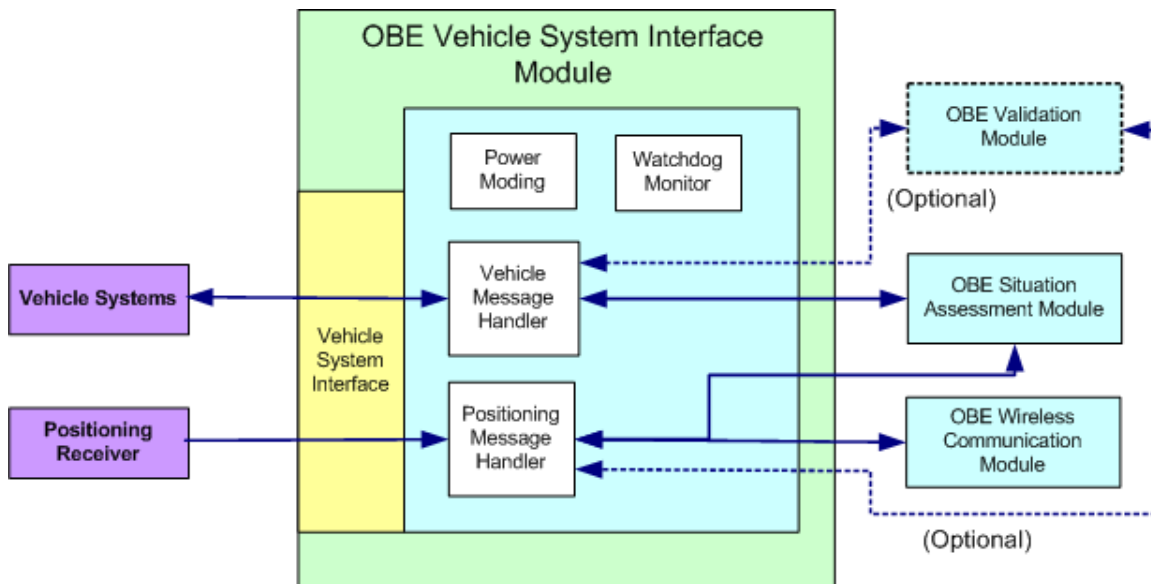 OBE Vehicle System Interface
Module
Power
Moding
Watchdog
Monitor
OBE Validation
Module
(Optional)
Vehicle Systems
Vehicle
Message
Handler
OBE Situation
Assessment Module
Vehicle
System
Interface
Positioning
Receiver
Positioning
Message
Handler
OBE Wireless
Communication
Module
(Optional)